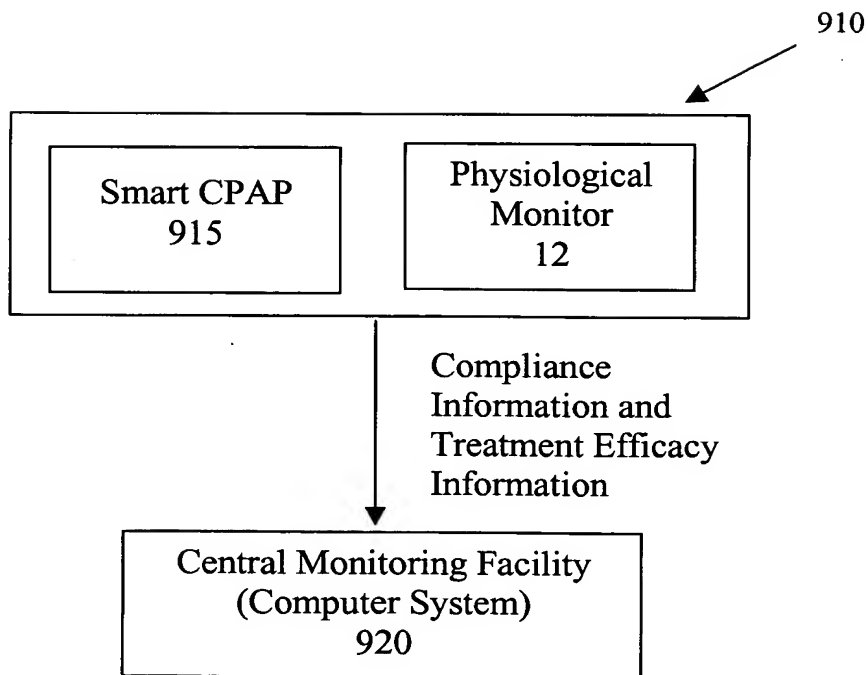 910
Smart CPAP
915
Physiological
Monitor
12
Compliance
Information and
Treatment Efficacy
Information
Central Monitoring Facility
(Computer System)
920